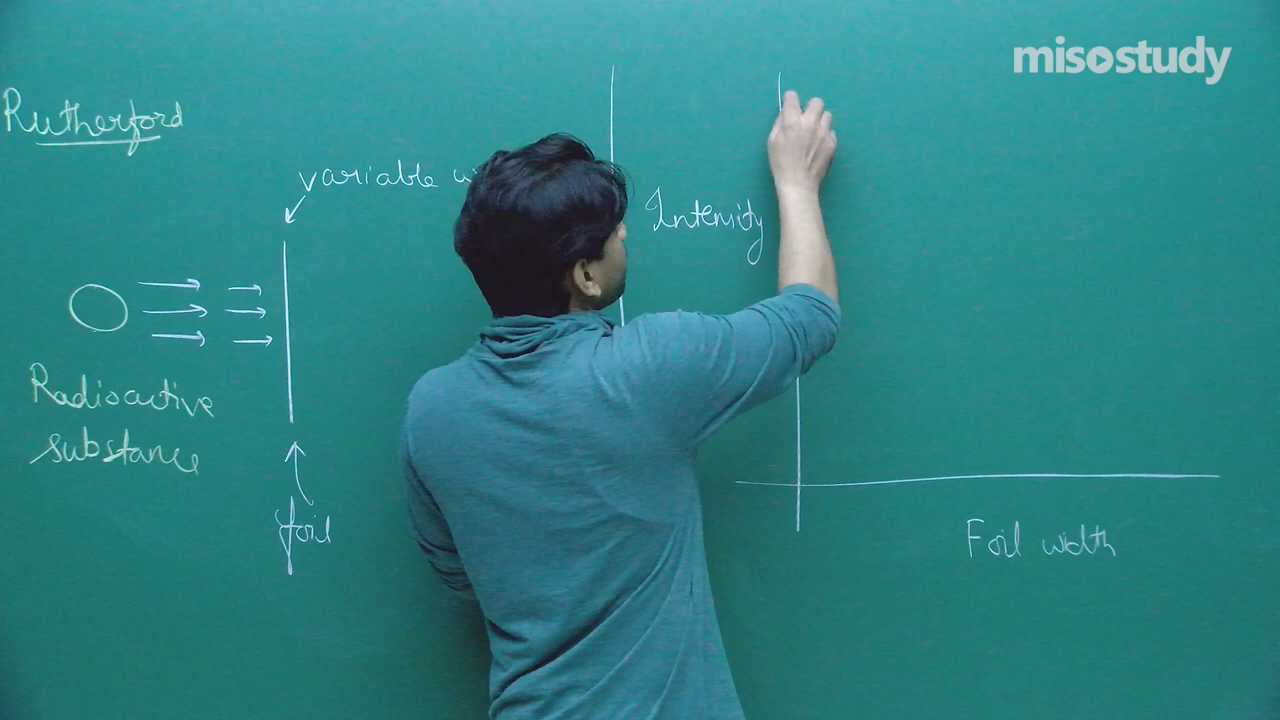 misostudy
Rutherford
variable
Intensity
Radioactive
substance
foil
Foil width